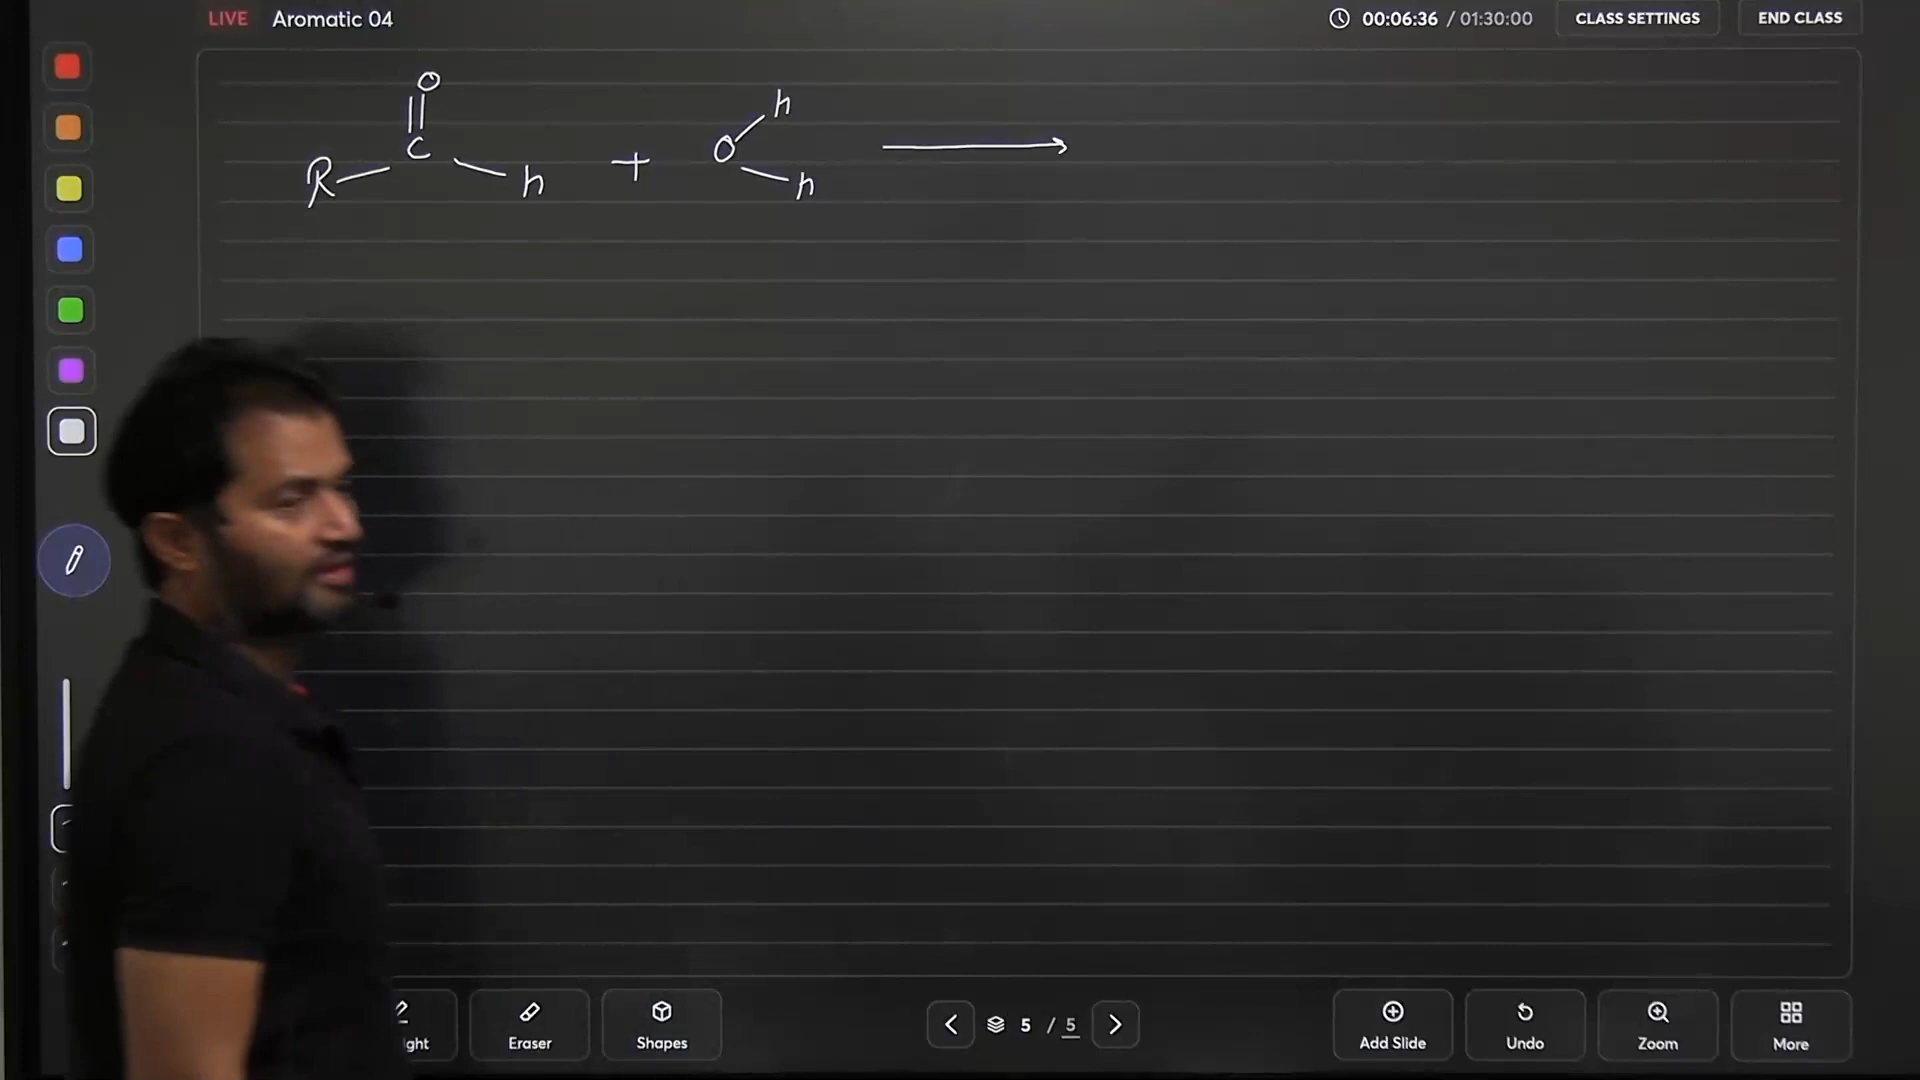 LIVE Aromatic 04 00:06:36 / 01:30:00 CLASS SETTINGS END CLASS
O
h
C
O
R
h
+
h
ght Eraser Shapes 5 / 5 Add Slide Undo Zoom More